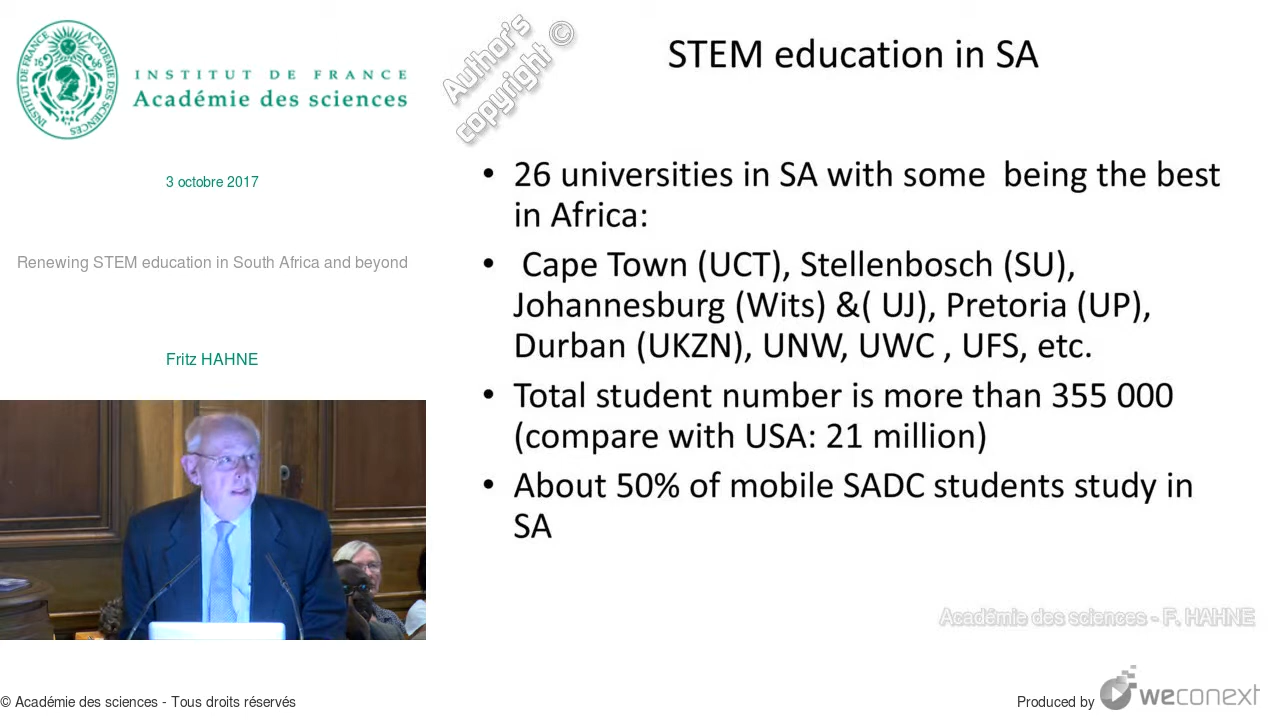 INSTITUT DE FRANCE
Académie des sciences
3 octobre 2017
Renewing STEM education in South Africa and beyond
Fritz HAHNE
Author's
copyright ©
STEM education in SA
• 26 universities in SA with some being the best
in Africa:
• Cape Town (UCT), Stellenbosch (SU),
Johannesburg (Wits) &( UJ), Pretoria (UP),
Durban (UKZN), UNW, UWC , UFS, etc.
• Total student number is more than 355 000
(compare with USA: 21 million)
• About 50% of mobile SADC students study in
SA
Académie des sciences - F. HAHNE
© Académie des sciences - Tous droits réservés
Produced by weconext